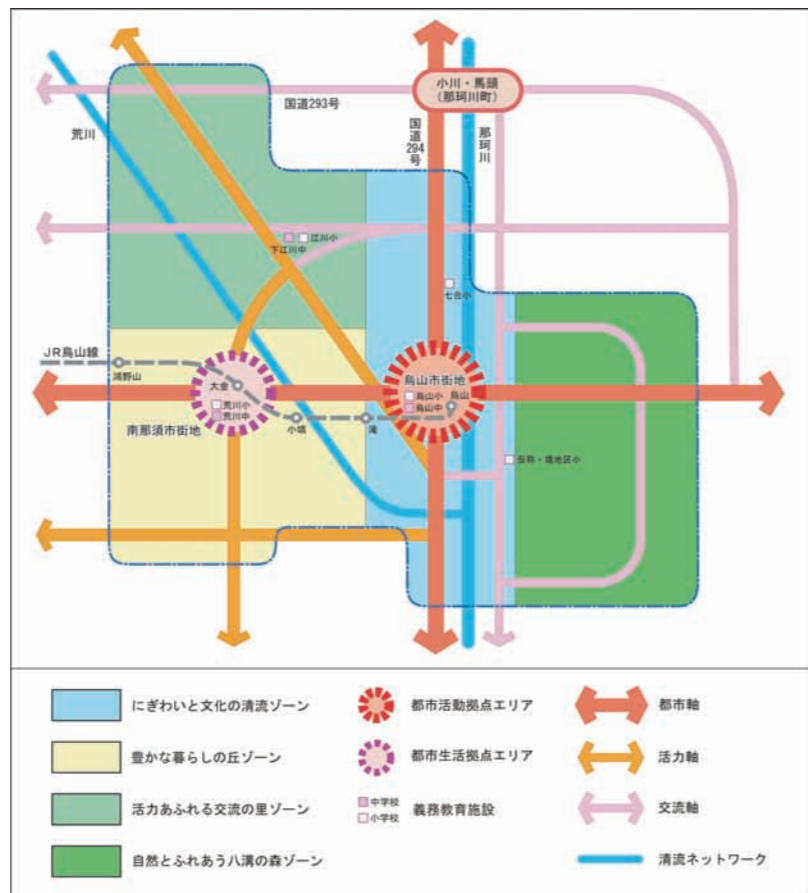 小川・馬頭
(那珂川町)
国道293号
荒川
国道294号
那珂川
江川小
下江川中
七合小
JR烏山線
鴻野山
大金
荒川小
荒川中
南那須市街地
小塙
滝
烏山市街地
烏山小
烏山
烏山中
仮称・境地区小
にぎわいと文化の清流ゾーン
都市活動拠点エリア
都市軸
豊かな暮らしの丘ゾーン
都市生活拠点エリア
活力軸
活力あふれる交流の里ゾーン
中学校
小学校
義務教育施設
交流軸
自然とふれあう八溝の森ゾーン
清流ネットワーク